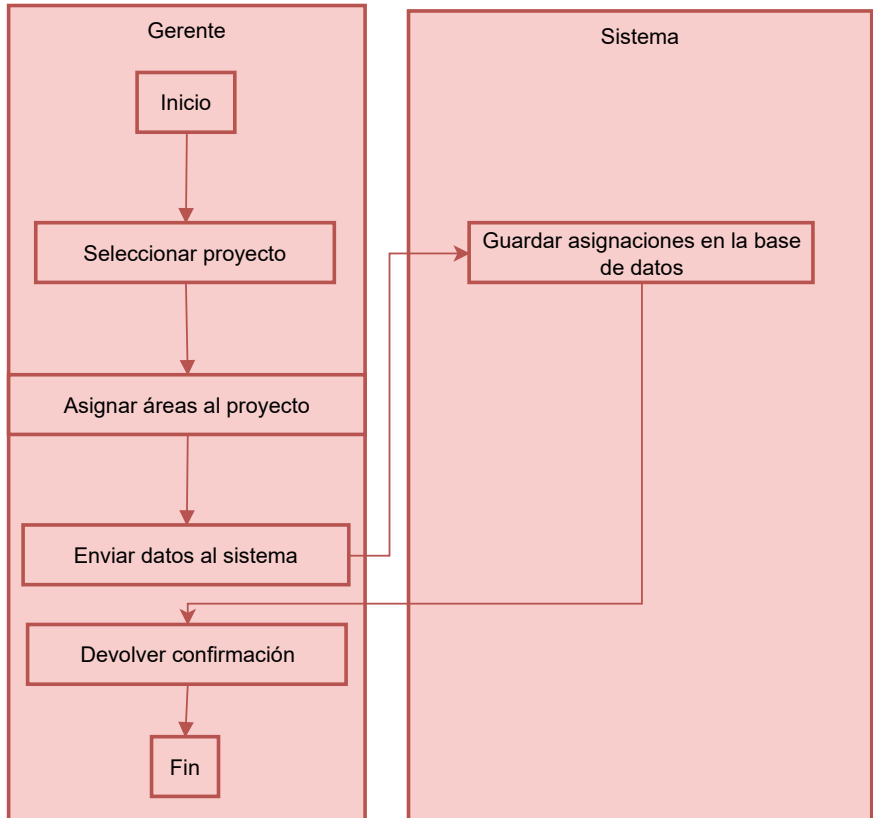 Gerente
Sistema
Inicio
Seleccionar proyecto
Guardar asignaciones en la base
de datos
Asignar áreas al proyecto
Enviar datos al sistema
Devolver confirmación
Fin